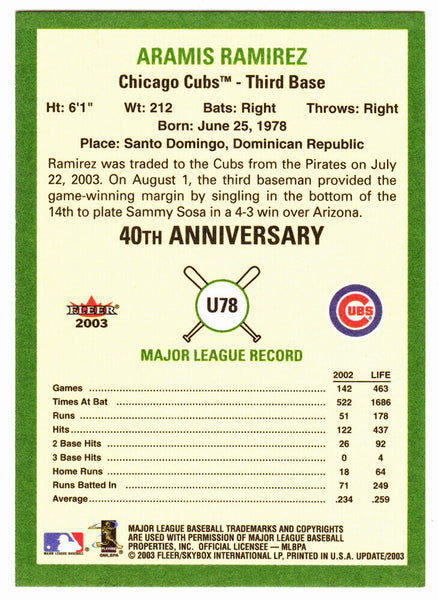 ARAMIS RAMIREZ
Chicago Cubs™ - Third Base
Ht: 6'1" Wt: 212 Bats: Right Throws: Right
Born: June 25, 1978
Place: Santo Domingo, Dominican Republic
Ramirez was traded to the Cubs from the Pirates on July
22, 2003. On August 1, the third baseman provided the
game-winning margin by singling in the bottom of the
14th to plate Sammy Sosa in a 4-3 win over Arizona.
40TH ANNIVERSARY
FLEER
2003
U78
CUBS
MAJOR LEAGUE RECORD
2002 LIFE
Games 142 463
Times At Bat 522 1686
Runs 51 178
Hits 122 437
2 Base Hits 26 92
3 Base Hits 0 4
Home Runs 18 64
Runs Batted In 71 249
Average .234 .259
MAJOR LEAGUE BASEBALL TRADEMARKS AND COPYRIGHTS
ARE USED WITH PERMISSION OF MAJOR LEAGUE BASEBALL
PROPERTIES, INC. OFFICIAL LICENSEE — MLBPA
© 2003 FLEER/SKYBOX INTERNATIONAL LP, PRINTED IN U.S.A. UPDATE/2003
MAJOR LEAGUE BASEBALL
PLAYERS
©MLBPA